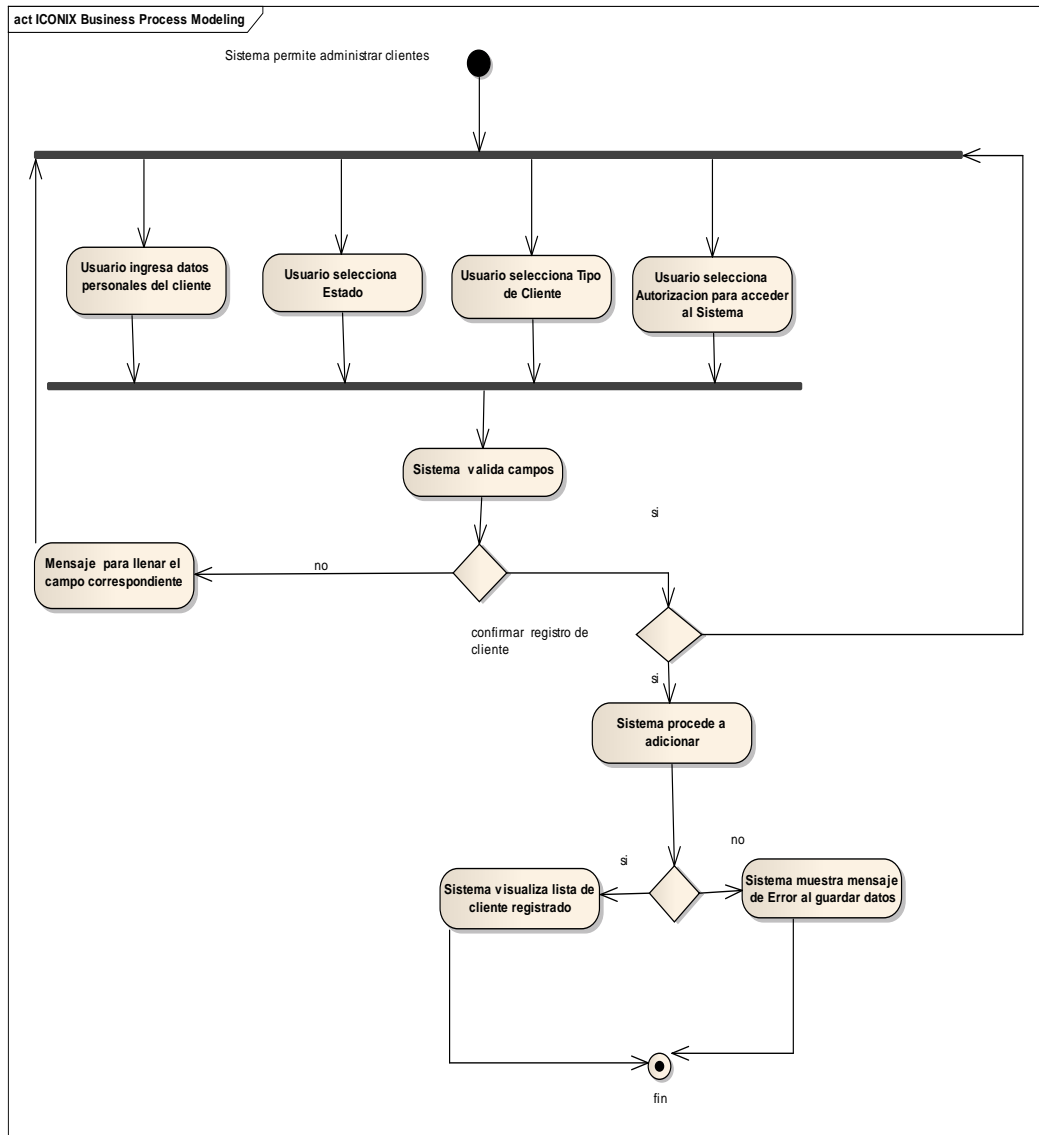 act ICONIX Business Process Modeling
Sistema permite administrar clientes
Usuario ingresa datos
personales del cliente
Usuario selecciona
Estado
Usuario selecciona Tipo
de Cliente
Usuario selecciona
Autorizacion para acceder
al Sistema
Sistema valida campos
si
Mensaje para llenar el
campo correspondiente
no
confirmar registro de
cliente
si
Sistema procede a
adicionar
no
si
Sistema visualiza lista de
cliente registrado
Sistema muestra mensaje
de Error al guardar datos
fin